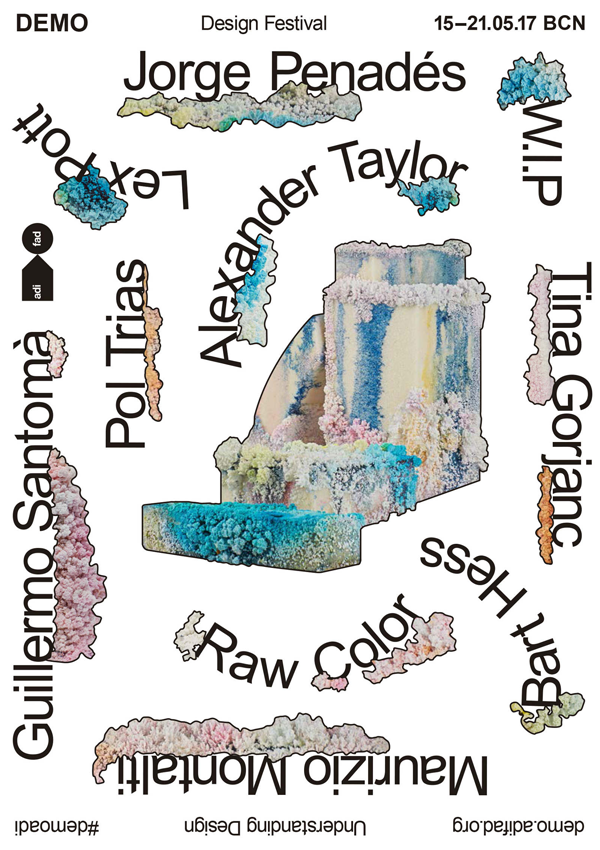 DEMO
Design Festival
15–21.05.17 BCN
Jorge Penadés
W.I.P
Lex Pott
Alexander Taylor
adi fad
Pol Trias
Tina Gorjanc
Guillermo Santomà
Bart Hess
Raw Color
Maurizio Montalti
demo.adifad.org
Understanding Design
#demoadi